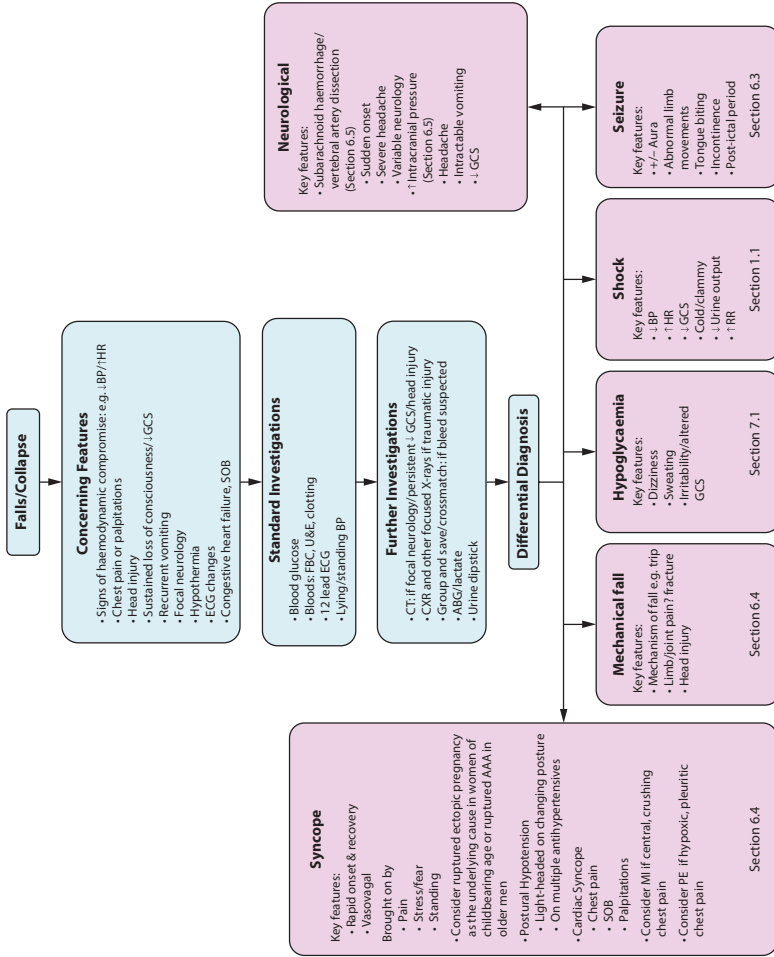 Falls/Collapse
Concerning Features
• Signs of haemodynamic compromise: e.g. ↓BP/↑HR
• Chest pain or palpitations
• Head injury
• Sustained loss of consciousness/↓GCS
• Recurrent vomiting
• Focal neurology
• Hypothermia
• ECG changes
• Congestive heart failure, SOB
Standard Investigations
• Blood glucose
• Bloods: FBC, U&E, clotting
• 12 lead ECG
• Lying/standing BP
Further Investigations
• CT: if focal neurology/persistent ↓ GCS/head injury
• CXR and other focused X-rays if traumatic injury
• Group and save/crossmatch: if bleed suspected
• ABG/lactate
• Urine dipstick
Differential Diagnosis
Syncope
Key features:
• Rapid onset & recovery
• Vasovagal
Brought on by
• Pain
• Stress/fear
• Standing
• Consider ruptured ectopic pregnancy
as the underlying cause in women of
childbearing age or ruptured AAA in
older men
• Postural Hypotension
• Light-headed on changing posture
• On multiple antihypertensives
• Cardiac Syncope
• Chest pain
• SOB
• Palpitations
• Consider MI if central, crushing
chest pain
• Consider PE if hypoxic, pleuritic
chest pain
Section 6.4
Mechanical fall
Key features:
• Mechanism of fall e.g. trip
• Limb/joint pain? fracture
• Head injury
Section 6.4
Hypoglycaemia
Key features:
• Dizziness
• Sweating
• Irritability/altered
GCS
Section 7.1
Shock
Key features:
• ↓BP
• ↑HR
• ↓GCS
• Cold/clammy
• ↓Urine output
• ↑RR
Section 1.1
Seizure
Key features:
• +/– Aura
• Abnormal limb
movements
• Tongue biting
• Incontinence
• Post-ictal period
Section 6.3
Neurological
Key features:
• Subarachnoid haemorrhage/
vertebral artery dissection
(Section 6.5)
• Sudden onset
• Severe headache
• Variable neurology
• ↑Intracranial pressure
(Section 6.5)
• Headache
• Intractable vomiting
• ↓GCS